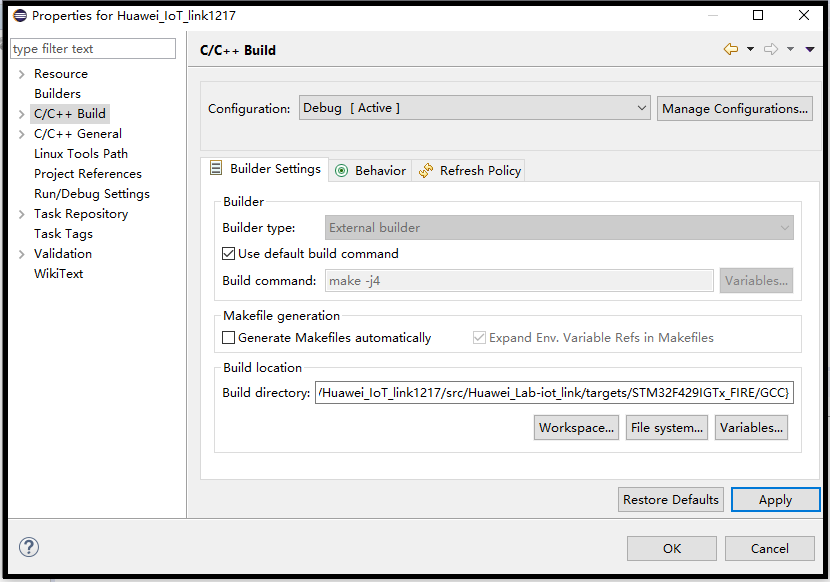 Properties for Huawei_IoT_link1217
type filter text
C/C++ Build
Resource
Builders
C/C++ Build
C/C++ General
Linux Tools Path
Project References
Run/Debug Settings
Task Repository
Task Tags
Validation
WikiText
Configuration: Debug [ Active ] Manage Configurations...
Builder Settings Behavior Refresh Policy
Builder
Builder type: External builder
Use default build command
Build command: make -j4 Variables...
Makefile generation
Generate Makefiles automatically Expand Env. Variable Refs in Makefiles
Build location
Build directory: /Huawei_IoT_link1217/src/Huawei_Lab-iot_link/targets/STM32F429IGTx_FIRE/GCC}
Workspace... File system... Variables...
Restore Defaults Apply
? OK Cancel